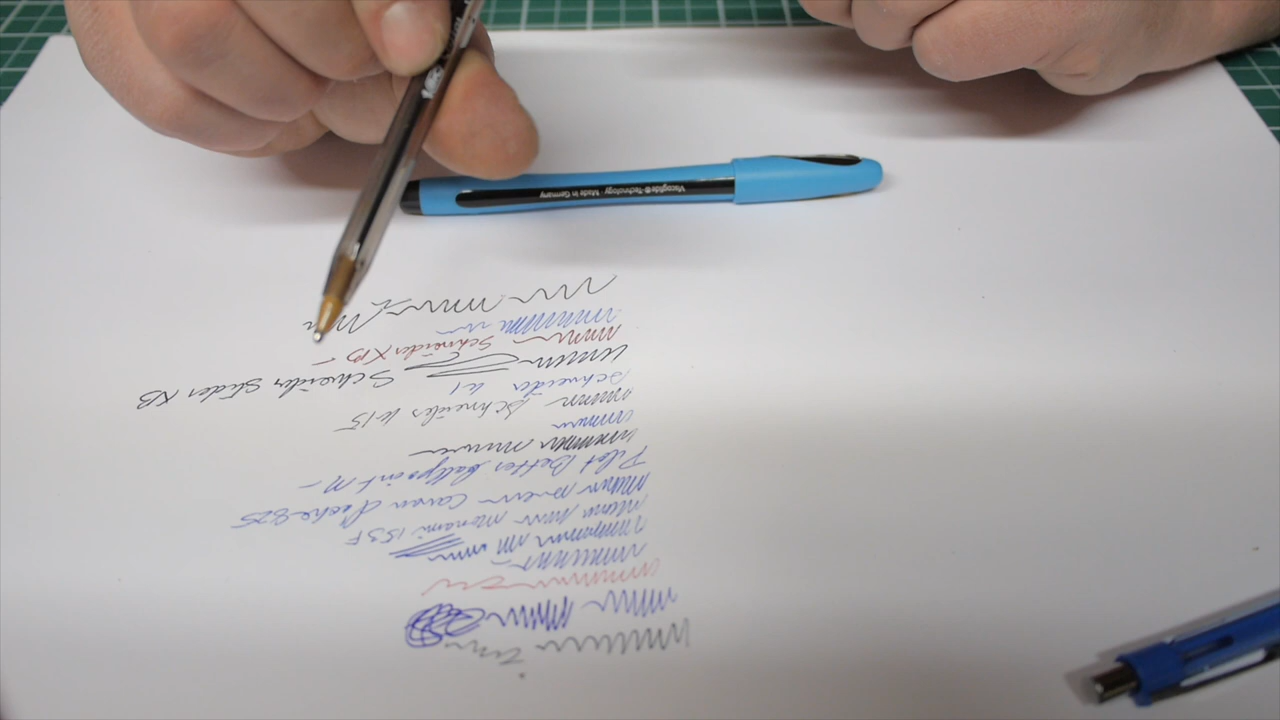 Viscoglide®-Technology Made in Germany
Pilot Better Ballpoint M
Caran d'Ache 825
Monami 153 F
Schneider K15
Schneider K1
Schneider Slider XB
Schneider XB